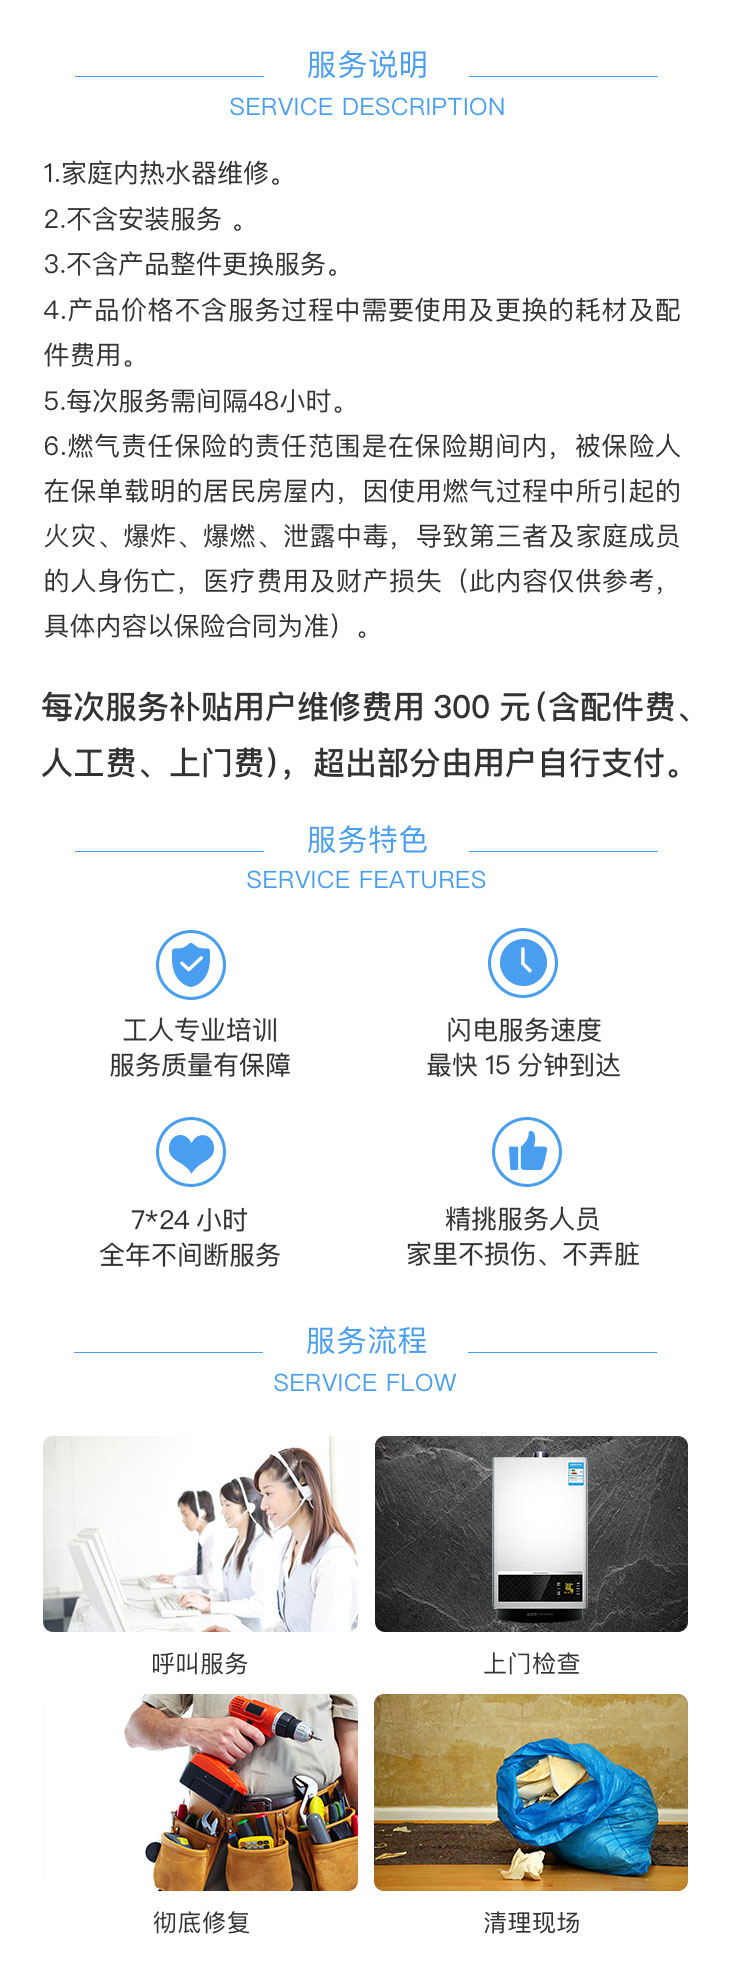 服务说明
SERVICE DESCRIPTION
1.家庭内热水器维修。
2.不含安装服务 。
3.不含产品整件更换服务。
4.产品价格不含服务过程中需要使用及更换的耗材及配
件费用。
5.每次服务需间隔48小时。
6.燃气责任保险的责任范围是在保险期间内，被保险人
在保单载明的居民房屋内，因使用燃气过程中所引起的
火灾、爆炸、爆燃、泄露中毒，导致第三者及家庭成员
的人身伤亡，医疗费用及财产损失（此内容仅供参考，
具体内容以保险合同为准）。
每次服务补贴用户维修费用 300 元（含配件费、
人工费、上门费），超出部分由用户自行支付。
服务特色
SERVICE FEATURES
工人专业培训
服务质量有保障
闪电服务速度
最快 15 分钟到达
7*24 小时
全年不间断服务
精挑服务人员
家里不损伤、不弄脏
服务流程
SERVICE FLOW
呼叫服务
上门检查
彻底修复
清理现场